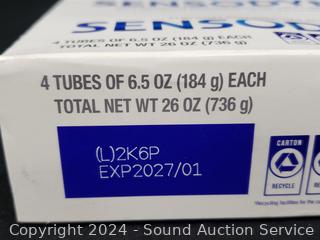 SENSODY
4 TUBES OF 6.5 OZ (184 g) EACH
TOTAL NET WT 26 OZ (736 g)
4 TUBES OF 6.5 OZ (184 g) EACH
TOTAL NET WT 26 OZ (736 g)
(L)2K6P
EXP2027/01
CARTON
RECYCLE
RECYCLE
Copyright 2024 - Sound Auction Service